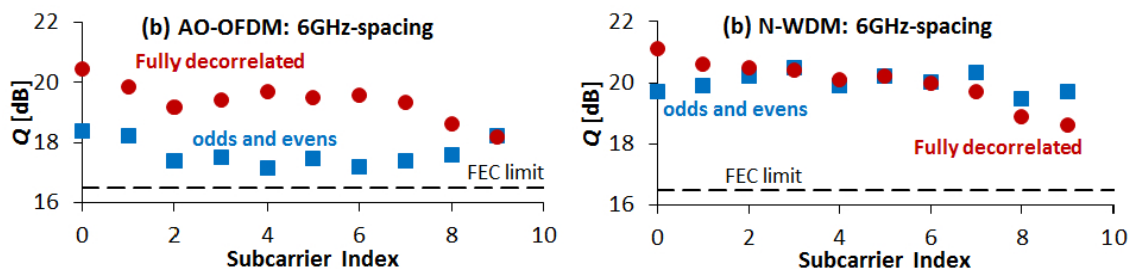 (b) AO-OFDM: 6GHz-spacing
Fully decorrelated
odds and evens
FEC limit
Q [dB]
22
20
18
16
0 2 4 6 8 10
Subcarrier Index
(b) N-WDM: 6GHz-spacing
odds and evens
Fully decorrelated
FEC limit
Q [dB]
22
20
18
16
0 2 4 6 8 10
Subcarrier Index